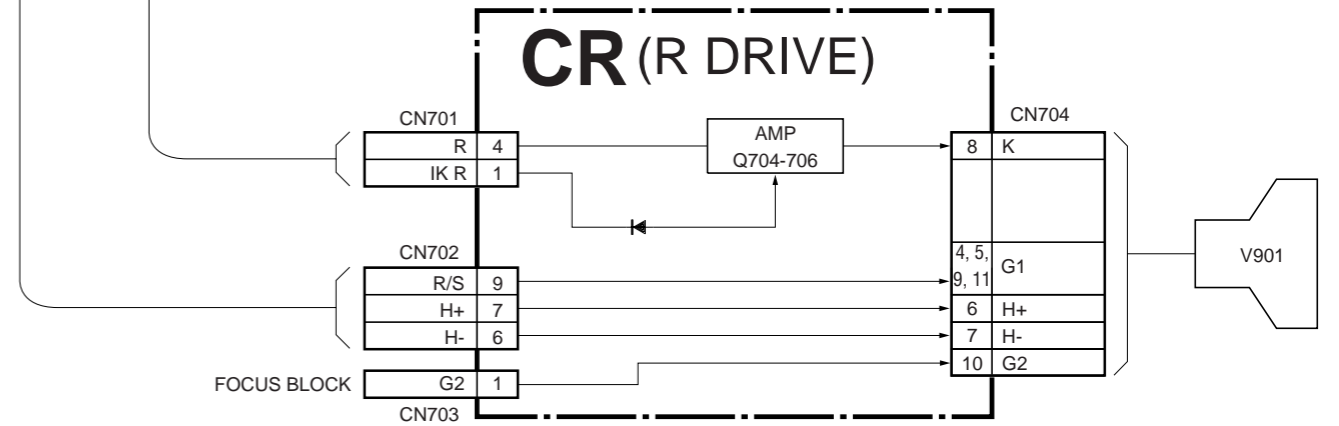 CR (R DRIVE)
CN701
R 4
IK R 1
AMP
Q704-706
CN704
8 K
CN702
R/S 9
H+ 7
H- 6
4, 5,
9, 11
G1
6 H+
7 H-
10 G2
FOCUS BLOCK
G2 1
CN703
V901